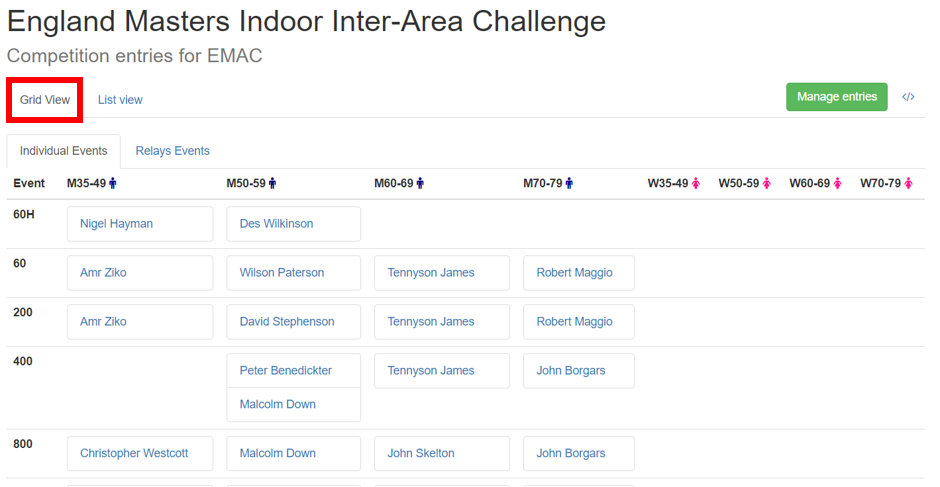 England Masters Indoor Inter-Area Challenge
Competition entries for EMAC
Grid View List view Manage entries </>
Individual Events Relays Events
Event M35-49 M50-59 M60-69 M70-79 W35-49 W50-59 W60-69 W70-79
60H Nigel Hayman Des Wilkinson
60 Amr Ziko Wilson Paterson Tennyson James Robert Maggio
200 Amr Ziko David Stephenson Tennyson James Robert Maggio
400 Peter Benedickter Tennyson James John Borgars
Malcolm Down
800 Christopher Westcott Malcolm Down John Skelton John Borgars